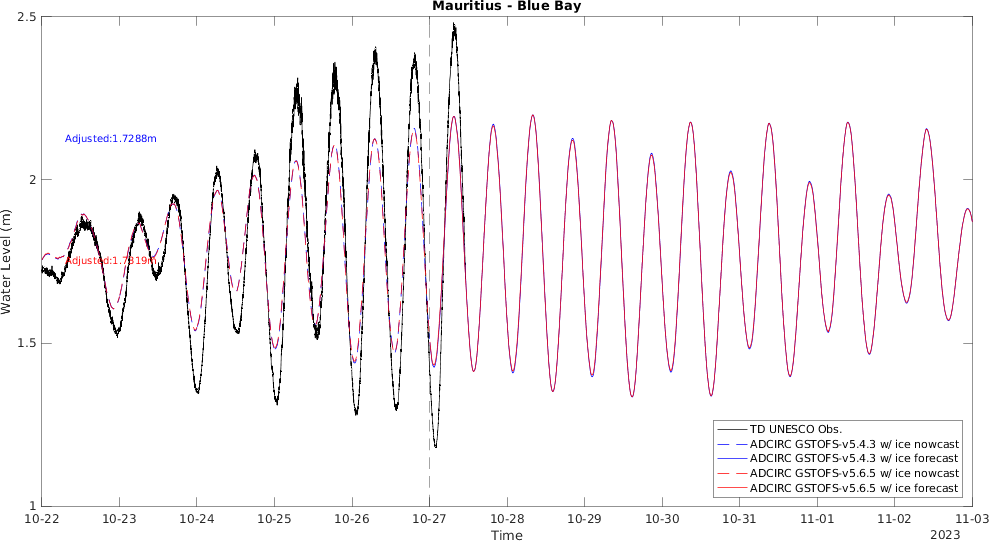 Mauritius - Blue Bay
2.5
2
1.5
1
Water Level (m)
Adjusted:1.7288m
Adjusted:1.7319m
TD UNESCO Obs.
ADCIRC GSTOFS-v5.4.3 w/ ice nowcast
ADCIRC GSTOFS-v5.4.3 w/ ice forecast
ADCIRC GSTOFS-v5.6.5 w/ ice nowcast
ADCIRC GSTOFS-v5.6.5 w/ ice forecast
10-22 10-23 10-24 10-25 10-26 10-27 10-28 10-29 10-30 10-31 11-01 11-02 11-03
Time
2023